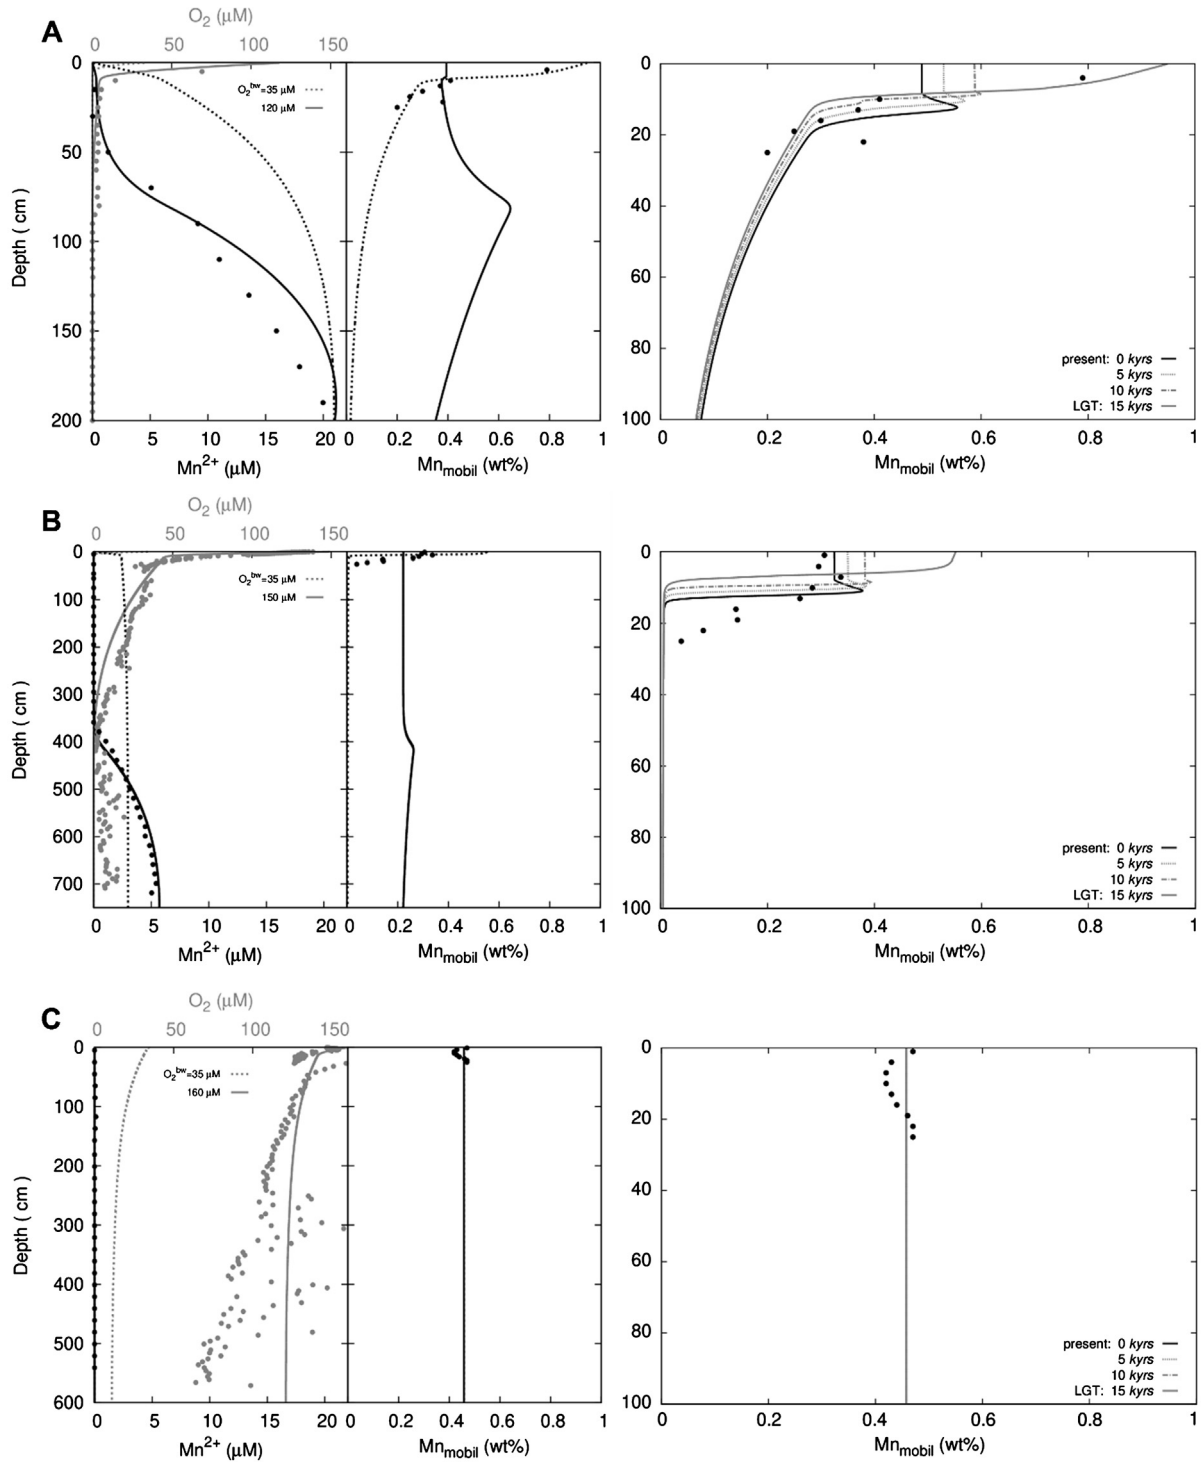 A
O2 (µM)
0 50 100 150
0
50
100
150
200
Depth ( cm )
O2bw=35 µM
120 µM
0 5 10 15 20
Mn2+ (µM)
0 0.2 0.4 0.6 0.8 1
Mnmobil (wt%)
0
20
40
60
80
100
present: 0 kyrs
5 kyrs
10 kyrs
LGT: 15 kyrs
0 0.2 0.4 0.6 0.8 1
Mnmobil (wt%)
B
O2 (µM)
0 50 100 150
0
100
200
300
400
500
600
700
Depth ( cm )
O2bw=35 µM
150 µM
0 5 10 15 20
Mn2+ (µM)
0 0.2 0.4 0.6 0.8 1
Mnmobil (wt%)
0
20
40
60
80
100
present: 0 kyrs
5 kyrs
10 kyrs
LGT: 15 kyrs
0 0.2 0.4 0.6 0.8 1
Mnmobil (wt%)
C
O2 (µM)
0 50 100 150
0
100
200
300
400
500
600
Depth ( cm )
O2bw=35 µM
160 µM
0 5 10 15 20
Mn2+ (µM)
0 0.2 0.4 0.6 0.8 1
Mnmobil (wt%)
0
20
40
60
80
100
present: 0 kyrs
5 kyrs
10 kyrs
LGT: 15 kyrs
0 0.2 0.4 0.6 0.8 1
Mnmobil (wt%)